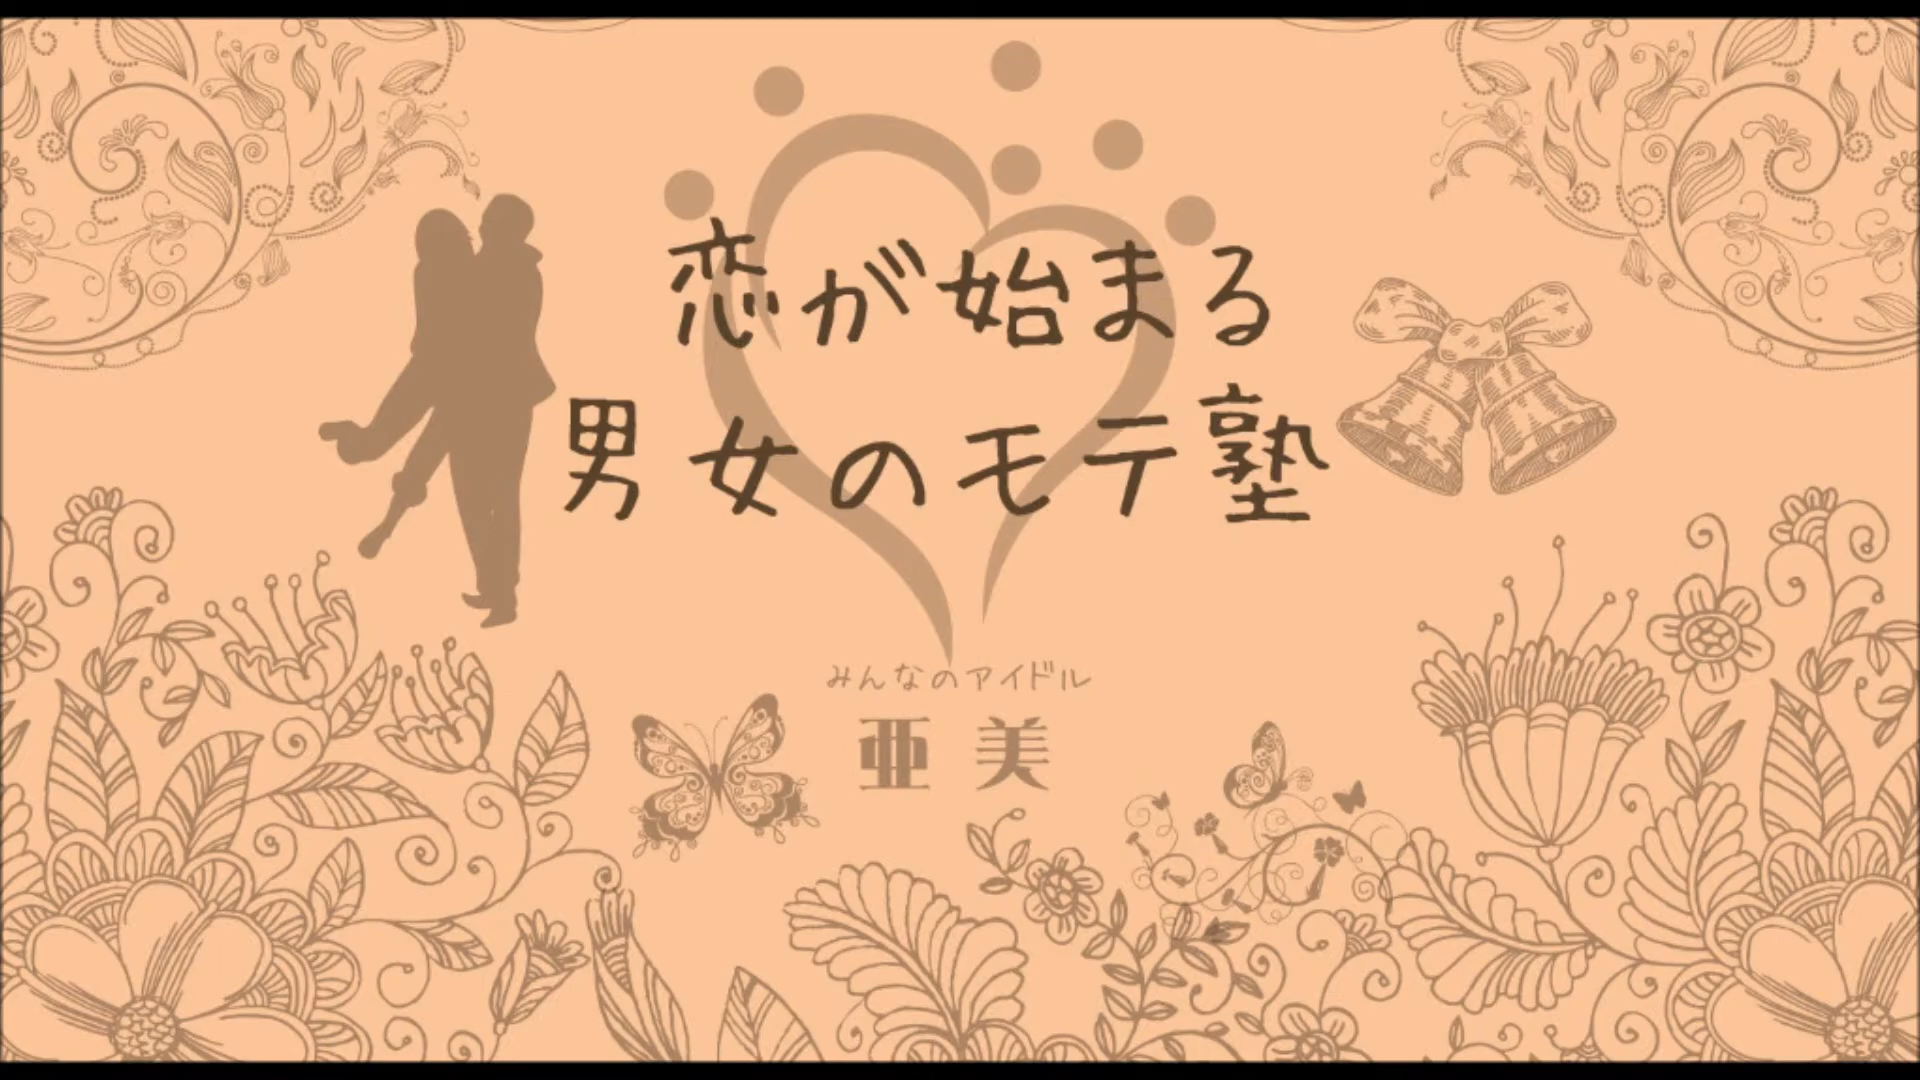 恋が始まる
男女のモテ塾
みんなのアイドル
亜美